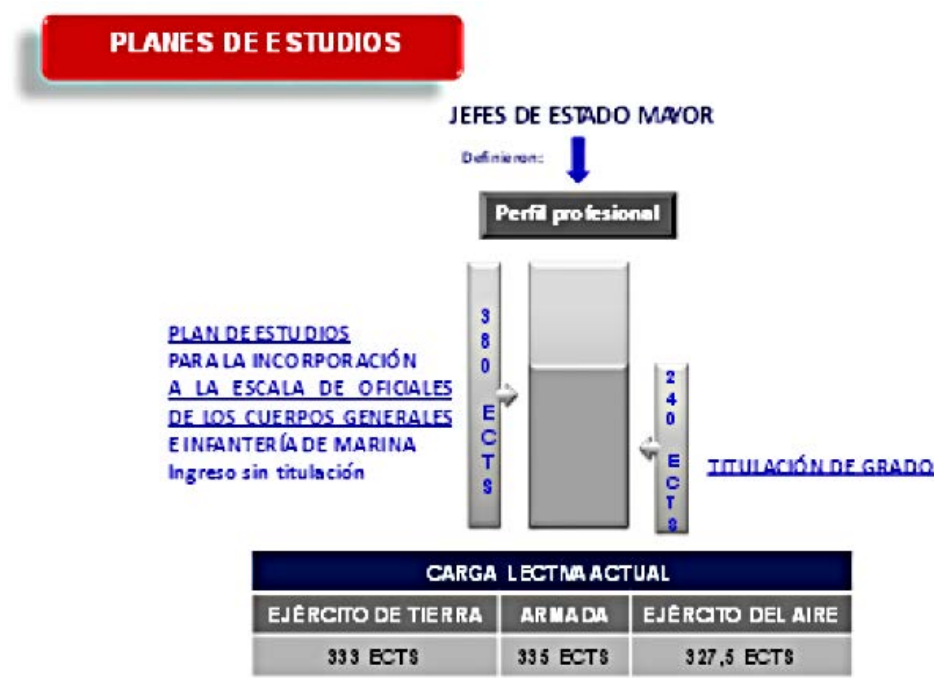 PLANES DE ESTUDIOS
JEFES DE ESTADO MAYOR
Definieron:
Perfil profesional
380 ECTS
PLAN DE ESTUDIOS
PARA LA INCORPORACIÓN
A LA ESCALA DE OFICIALES
DE LOS CUERPOS GENERALES
E INFANTERÍA DE MARINA
Ingreso sin titulación
240 ECTS
TITULACIÓN DE GRADO
CARGA LECTIVA ACTUAL
EJÉRCITO DE TIERRA ARMADA EJÉRCITO DEL AIRE
333 ECTS 335 ECTS 327,5 ECTS